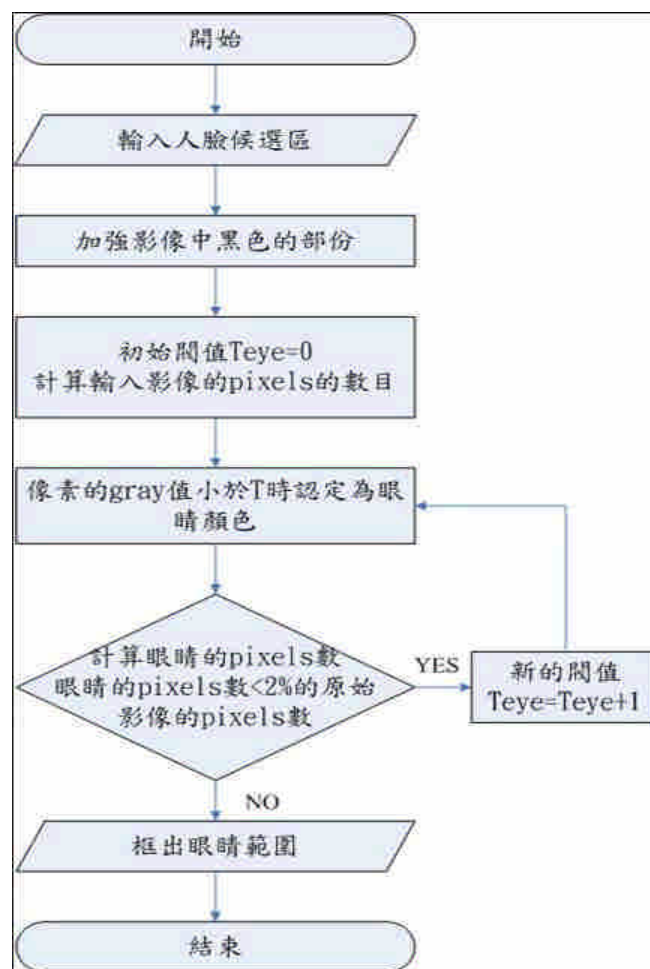 開始
輸入人臉候選區
加強影像中黑色的部份
初始閥值Teye=0
計算輸入影像的pixels的數目
像素的gray值小於T時認定為眼
睛顏色
計算眼睛的pixels數
眼睛的pixels數<2%的原始
影像的pixels數
YES
新的閥值
Teye=Teye+1
NO
框出眼睛範圍
結束